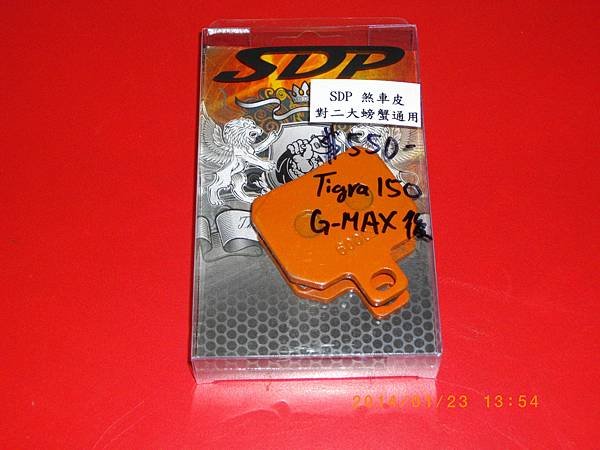 SDP
SDP 煞車皮
對二大螃蟹通用
$550-
Tigra 150
G-MAX 後
2014/01/23 13:54